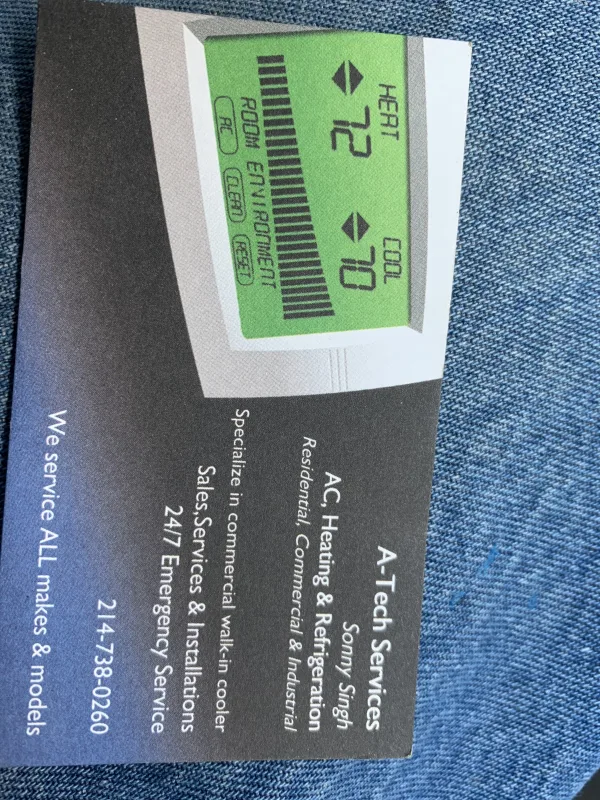 HEAT COOL
72 70
ROOM ENVIRONMENT
AC CLEAN RESET
A-Tech Services
Sonny Singh
AC, Heating & Refrigeration
Residential, Commercial & Industrial
Specialize in commercial walk-in cooler
Sales,Services & Installations
24/7 Emergency Service
214-738-0260
We service ALL makes & models